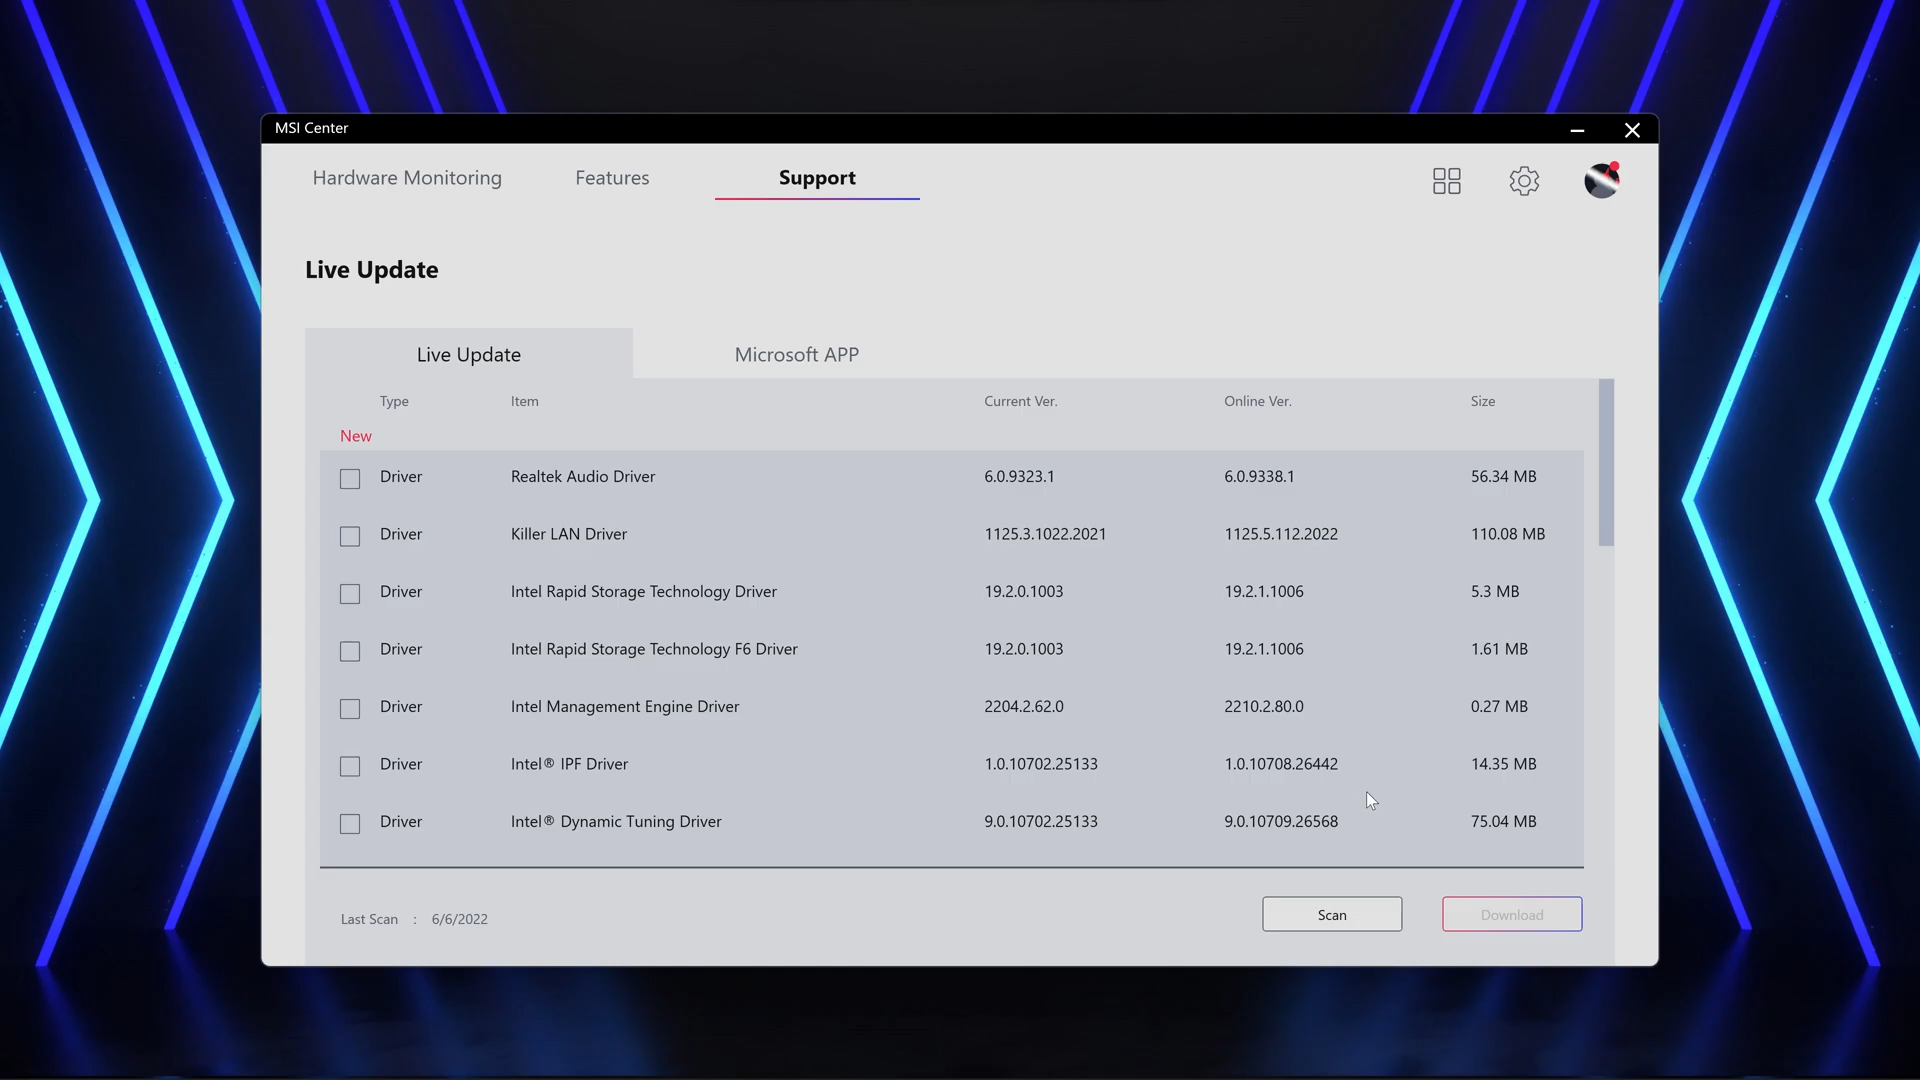 MSI Center
Hardware Monitoring Features Support
Live Update
Live Update Microsoft APP
Type Item Current Ver. Online Ver. Size
New
Driver Realtek Audio Driver 6.0.9323.1 6.0.9338.1 56.34 MB
Driver Killer LAN Driver 1125.3.1022.2021 1125.5.112.2022 110.08 MB
Driver Intel Rapid Storage Technology Driver 19.2.0.1003 19.2.1.1006 5.3 MB
Driver Intel Rapid Storage Technology F6 Driver 19.2.0.1003 19.2.1.1006 1.61 MB
Driver Intel Management Engine Driver 2204.2.62.0 2210.2.80.0 0.27 MB
Driver Intel® IPF Driver 1.0.10702.25133 1.0.10708.26442 14.35 MB
Driver Intel® Dynamic Tuning Driver 9.0.10702.25133 9.0.10709.26568 75.04 MB
Last Scan : 6/6/2022 Scan Download